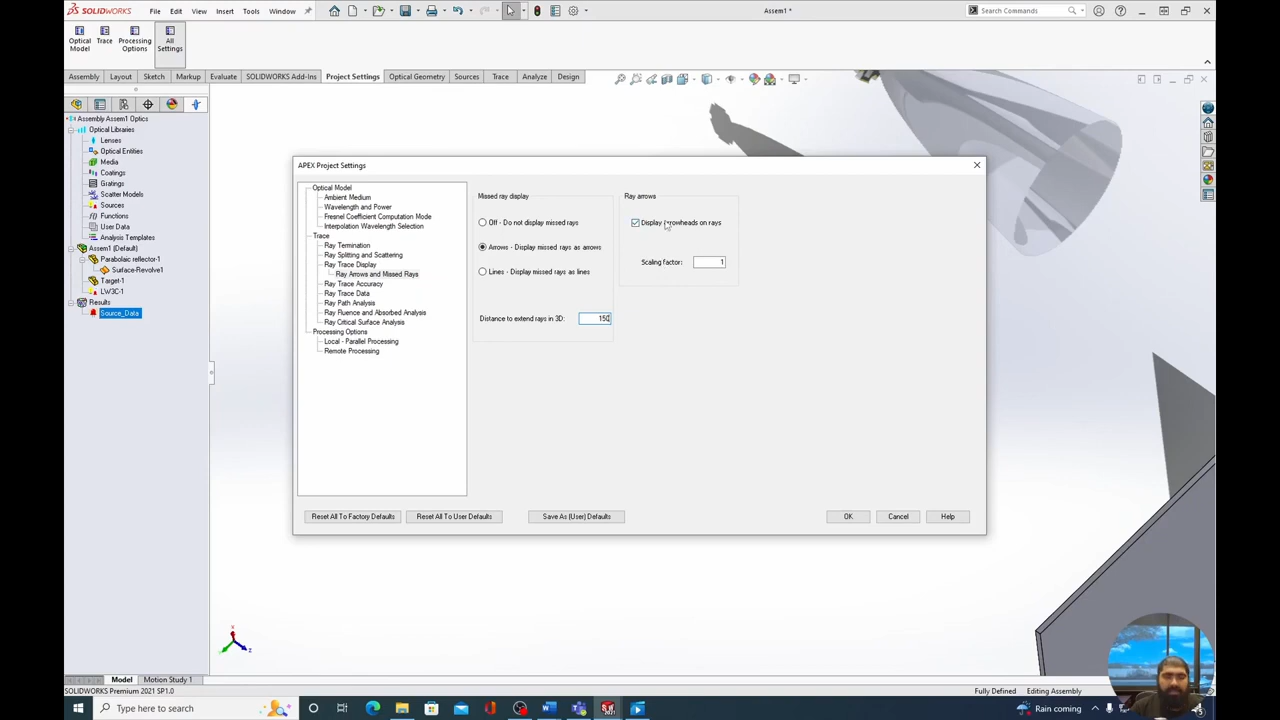 SOLIDWORKS File Edit View Insert Tools Window Assem1 * Search Commands
Optical Model
Trace
Processing Options
All Settings
Assembly Layout Sketch Markup Evaluate SOLIDWORKS Add-Ins Project Settings Optical Geometry Sources Trace Analyze Design
Assembly Assem1 Optics
Optical Libraries
Lenses
Optical Entities
Media
Coatings
Gratings
Scatter Models
Sources
Functions
User Data
Analysis Templates
Assem1 (Default)
Parabolic reflector-1
Surface-Revolve1
Target-1
LW3C-1
Results
Source_Data
APEX Project Settings
Optical Model
Ambient Medium
Wavelength and Power
Fresnel Coefficient Computation Mode
Interpolation Wavelength Selection
Trace
Ray Termination
Ray Splitting and Scattering
Ray Trace Display
Ray Arrows and Missed Rays
Ray Trace Accuracy
Ray Trace Data
Ray Path Analysis
Ray Fluence and Absorbed Analysis
Ray Critical Surface Analysis
Processing Options
Local - Parallel Processing
Remote Processing
Missed ray display
Off - Do not display missed rays
Arrows - Display missed rays as arrows
Lines - Display missed rays as lines
Distance to extend rays in 3D: 150
Ray arrows
Display arrowheads on rays
Scaling factor: 1
Reset All To Factory Defaults Reset All To User Defaults Save As (User) Defaults OK Cancel Help
Model Motion Study 1
SOLIDWORKS Premium 2021 SP1.0 Fully Defined Editing Assembly
Type here to search Rain coming